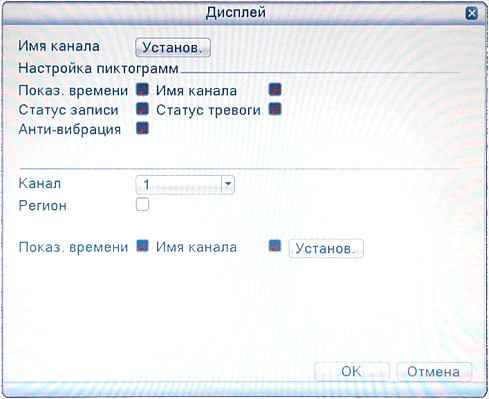 Дисплей
Имя канала Установ.
Настройка пиктограмм
Показ. времени Имя канала
Статус записи Статус тревоги
Анти-вибрация
Канал 1
Регион
Показ. времени Имя канала Установ.
OK Отмена